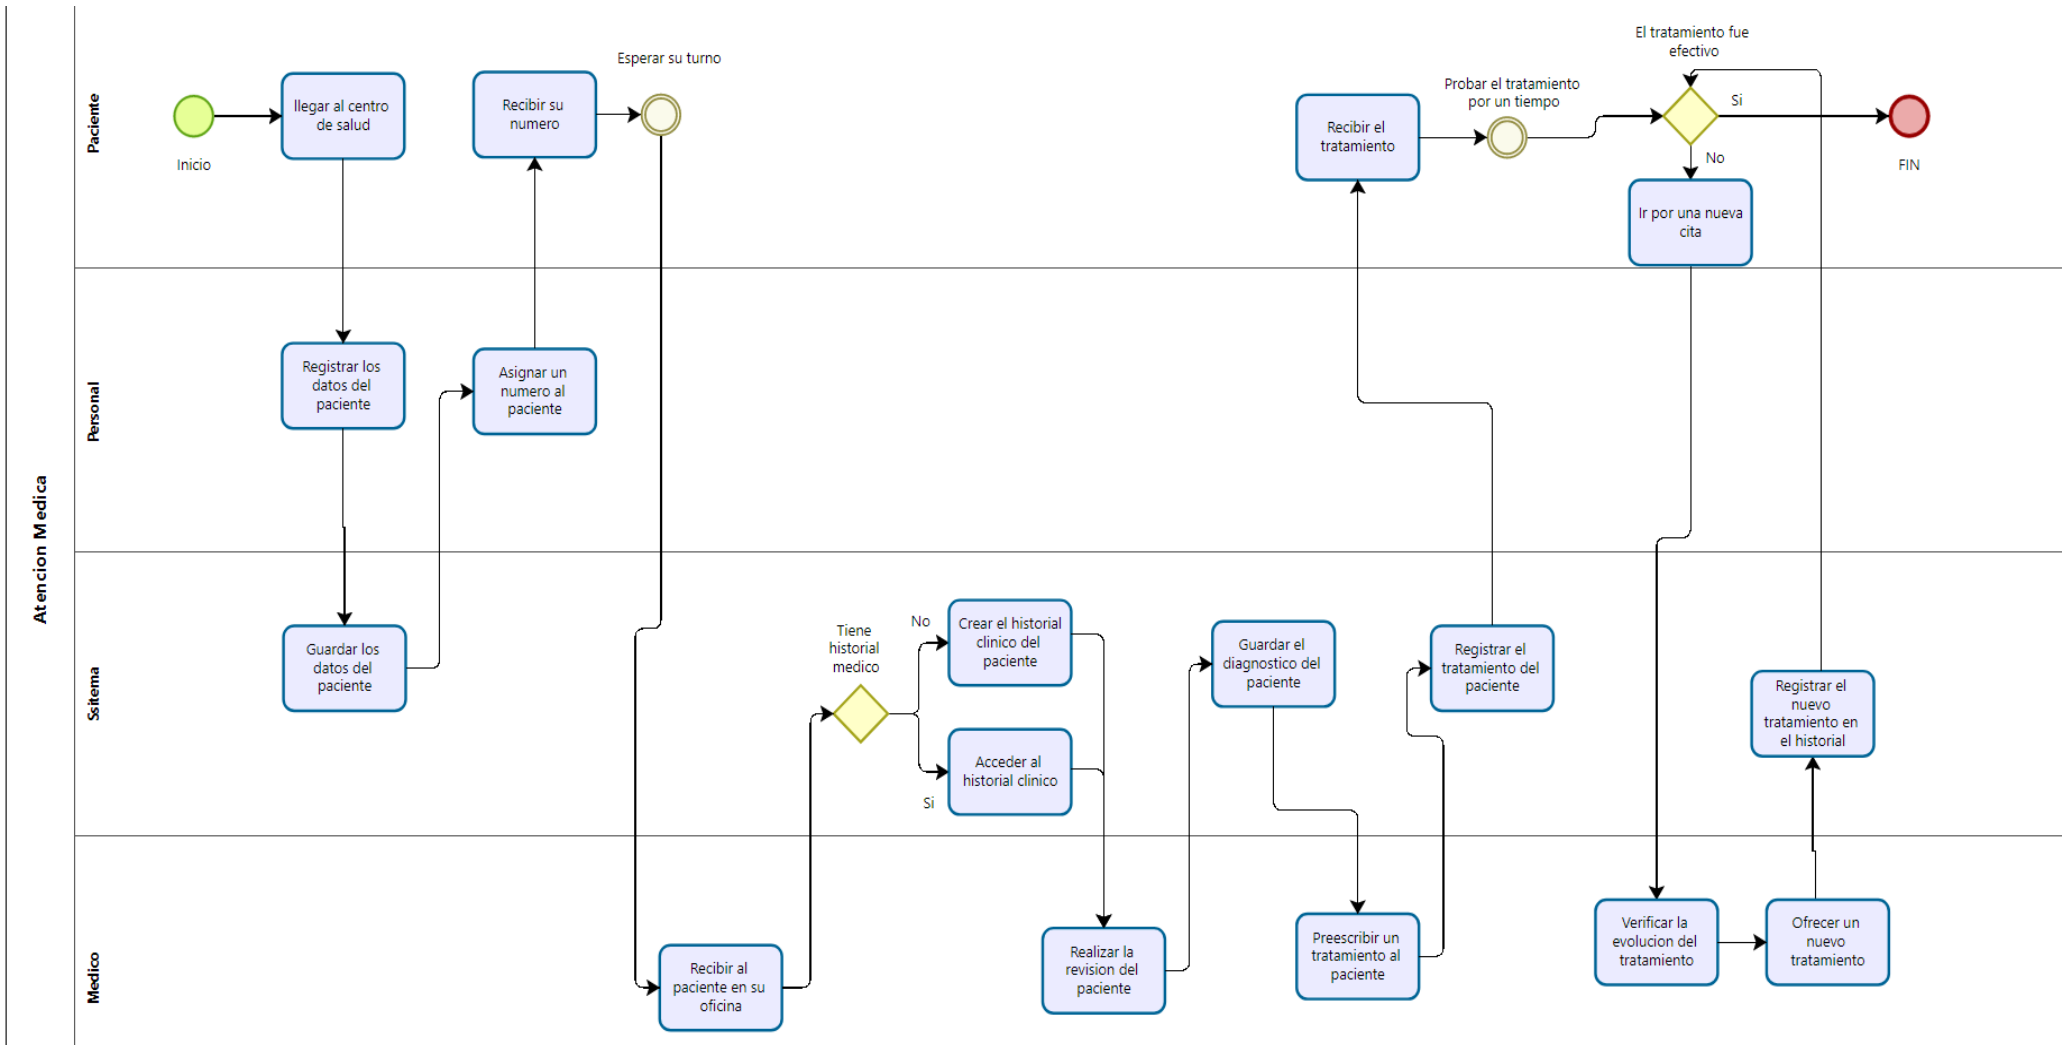 Atencion Medica
Paciente
Inicio
llegar al centro
de salud
Recibir su
numero
Esperar su turno
Recibir el
tratamiento
Probar el tratamiento
por un tiempo
El tratamiento fue
efectivo
Si
No
FIN
Ir por una nueva
cita
Personal
Registrar los
datos del
paciente
Asignar un
numero al
paciente
Ssitema
Guardar los
datos del
paciente
Tiene
historial
medico
No
Si
Crear el historial
clinico del
paciente
Acceder al
historial clinico
Guardar el
diagnostico del
paciente
Registrar el
tratamiento del
paciente
Registrar el
nuevo
tratamiento en
el historial
Medico
Recibir al
paciente en su
oficina
Realizar la
revision del
paciente
Preescribir un
tratamiento al
paciente
Verificar la
evolucion del
tratamiento
Ofrecer un
nuevo
tratamiento